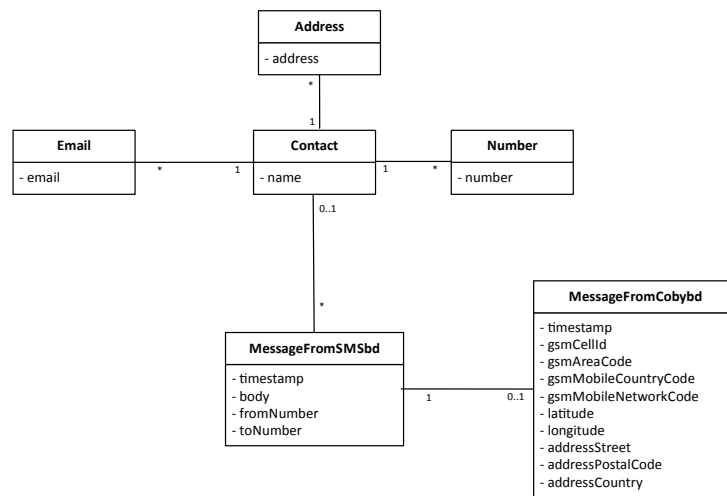 Address
- address
*
1
Email
- email
*
1
Contact
- name
1
*
Number
- number
0..1
*
MessageFromSMSbd
- timestamp
- body
- fromNumber
- toNumber
1
0..1
MessageFromCobybd
- timestamp
- gsmCellId
- gsmAreaCode
- gsmMobileCountryCode
- gsmMobileNetworkCode
- latitude
- longitude
- addressStreet
- addressPostalCode
- addressCountry